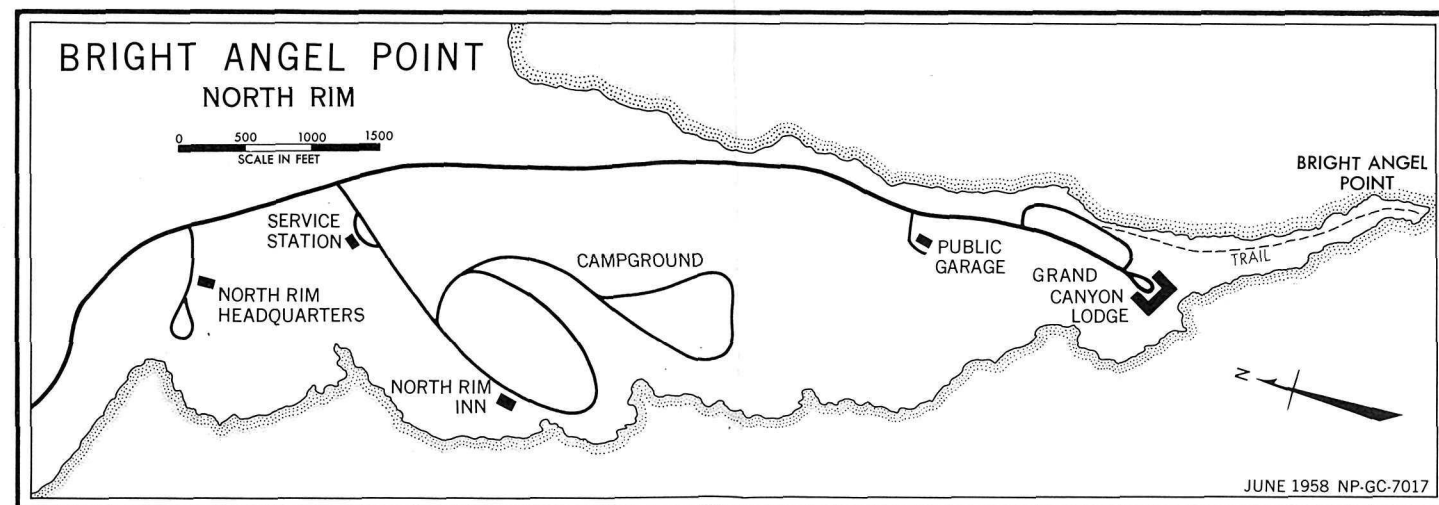 BRIGHT ANGEL POINT
NORTH RIM
0 500 1000 1500
SCALE IN FEET
BRIGHT ANGEL
POINT
SERVICE
STATION
CAMPGROUND
PUBLIC
GARAGE
TRAIL
GRAND
CANYON
LODGE
NORTH RIM
HEADQUARTERS
NORTH RIM
INN
N
JUNE 1958 NP-GC-7017